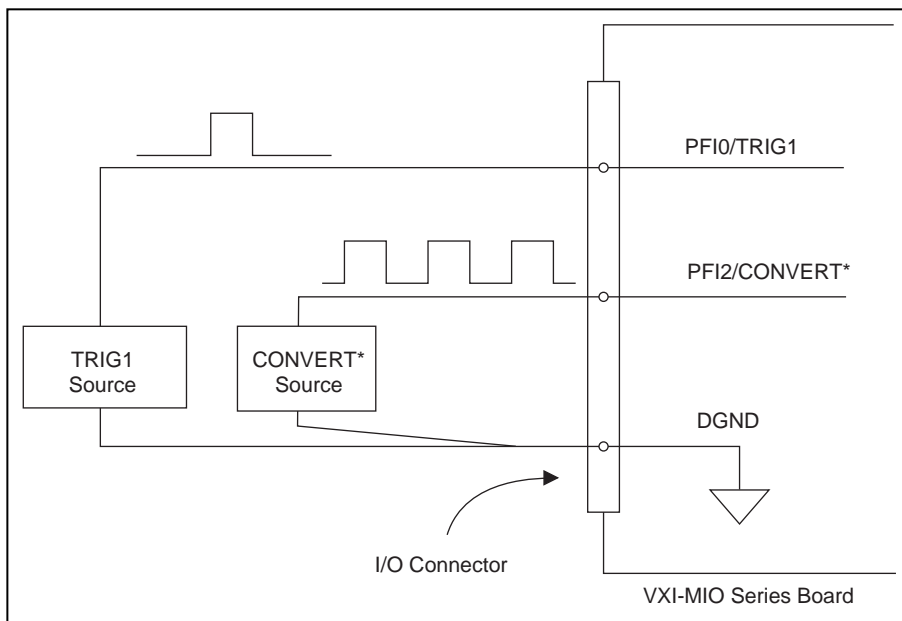 PFI0/TRIG1
PFI2/CONVERT*
TRIG1
Source
CONVERT*
Source
DGND
I/O Connector
VXI-MIO Series Board